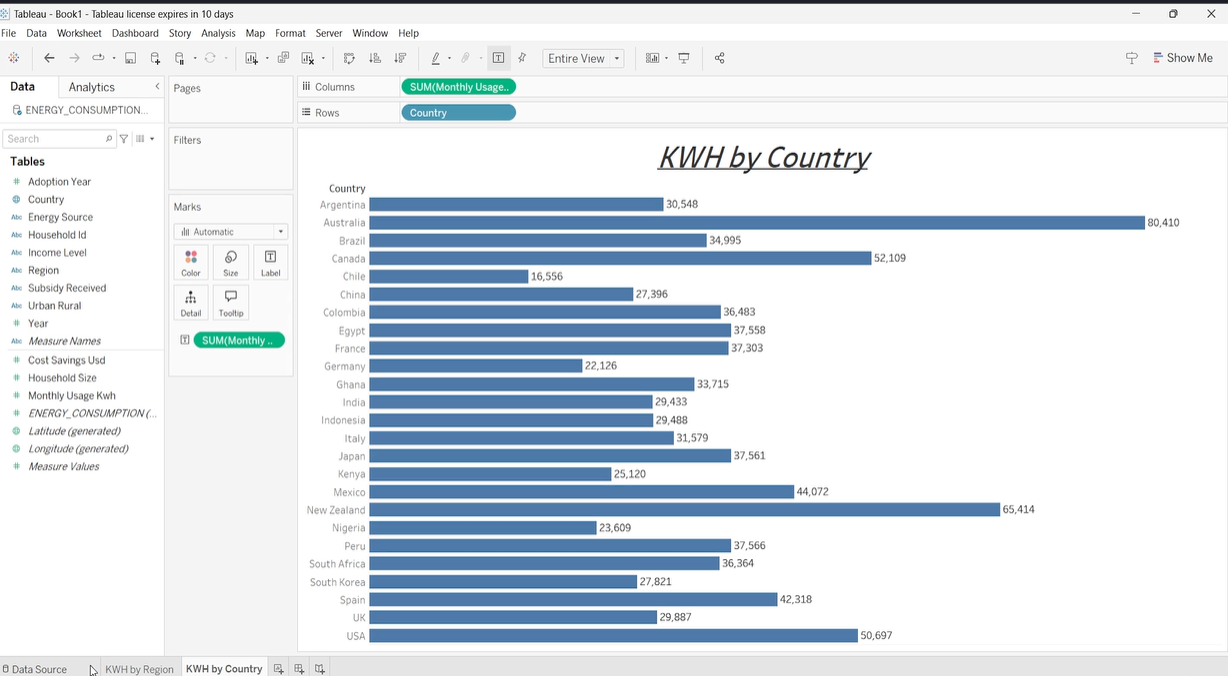 Tableau - Book1 - Tableau license expires in 10 days
File Data Worksheet Dashboard Story Analysis Map Format Server Window Help
Entire View
Show Me
Data Analytics
ENERGY_CONSUMPTION...
Search
Tables
# Adoption Year
Country
Abc Energy Source
Abc Household Id
Abc Income Level
Abc Region
Abc Subsidy Received
Abc Urban Rural
# Year
Abc Measure Names
# Cost Savings Usd
# Household Size
# Monthly Usage Kwh
# ENERGY_CONSUMPTION (...
Latitude (generated)
Longitude (generated)
# Measure Values
Pages
Filters
Marks
Automatic
Color Size Label
Detail Tooltip
SUM(Monthly ..
Columns SUM(Monthly Usage..
Rows Country
KWH by Country
Country
Argentina 30,548
Australia 80,410
Brazil 34,995
Canada 52,109
Chile 16,556
China 27,396
Colombia 36,483
Egypt 37,558
France 37,303
Germany 22,126
Ghana 33,715
India 29,433
Indonesia 29,488
Italy 31,579
Japan 37,561
Kenya 25,120
Mexico 44,072
New Zealand 65,414
Nigeria 23,609
Peru 37,566
South Africa 36,364
South Korea 27,821
Spain 42,318
UK 29,887
USA 50,697
Data Source KWH by Region KWH by Country